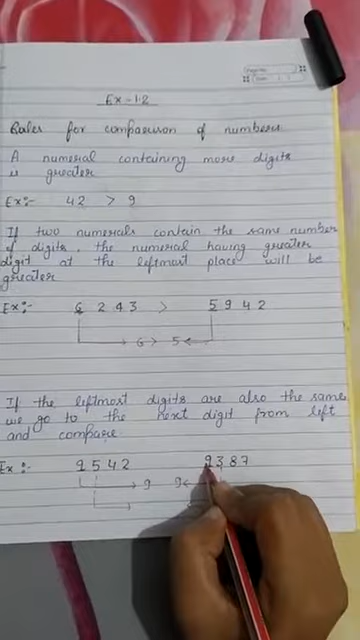 Ex-1.2
Rules for comparison of numbers
A numeral containing more digits
is greater
Ex:- 42 > 9
If two numerals contain the same number
of digits, the numeral having greater
digit at the leftmost place will be
greater
Ex:- 6 2 4 3 > 5 9 4 2
6 > 5
If the leftmost digits are also the same
we go to the next digit from left
and compare
Ex:- 9 5 4 2 9 3 8 7
9 9